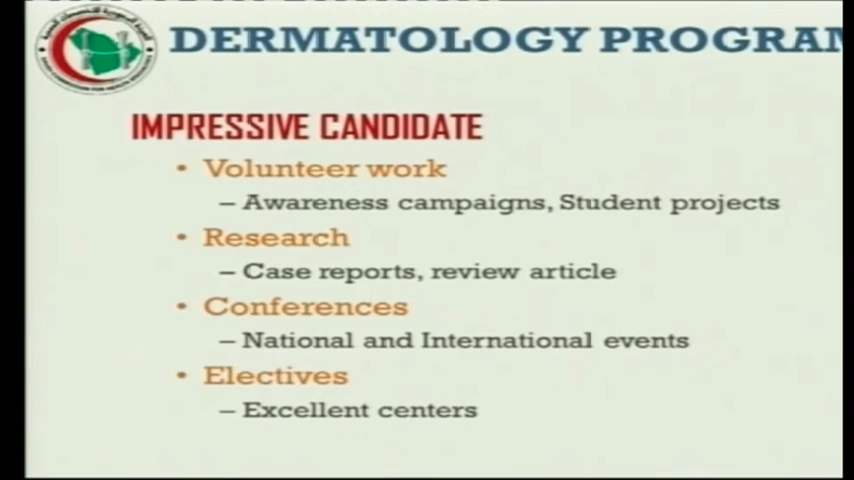 DERMATOLOGY PROGRAM
IMPRESSIVE CANDIDATE
• Volunteer work
– Awareness campaigns, Student projects
• Research
– Case reports, review article
• Conferences
– National and International events
• Electives
– Excellent centers